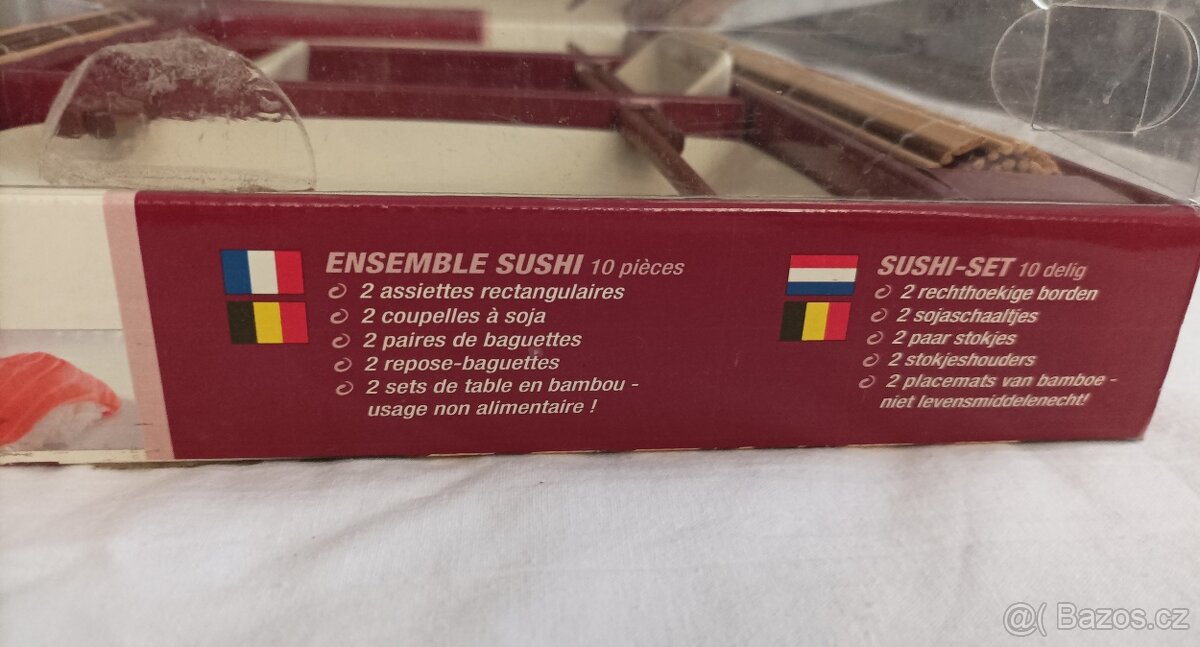 ENSEMBLE SUSHI 10 pièces
2 assiettes rectangulaires
2 coupelles à soja
2 paires de baguettes
2 repose-baguettes
2 sets de table en bambou -
usage non alimentaire !
SUSHI-SET 10 delig
2 rechthoekige borden
2 sojaschaaltjes
2 paar stokjes
2 stokjeshouders
2 placemats van bamboe -
niet levensmiddelenecht!
@( Bazos.cz